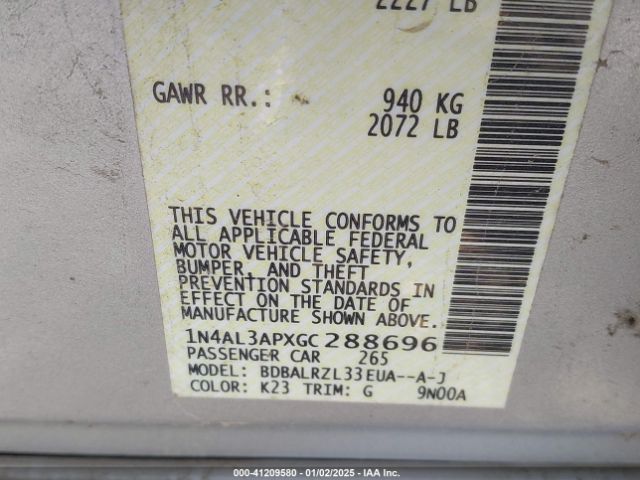 2227 LB
GAWR RR.: 940 KG
2072 LB
THIS VEHICLE CONFORMS TO
ALL APPLICABLE FEDERAL
MOTOR VEHICLE SAFETY,
BUMPER, AND THEFT
PREVENTION STANDARDS IN
EFFECT ON THE DATE OF
MANUFACTURE SHOWN ABOVE.
1N4AL3APXGC288696
PASSENGER CAR 265
MODEL: BDBALRZL33EUA--A-J
COLOR: K23 TRIM: G 9N00A
000-41209580 - 01/02/2025 - IAA Inc.